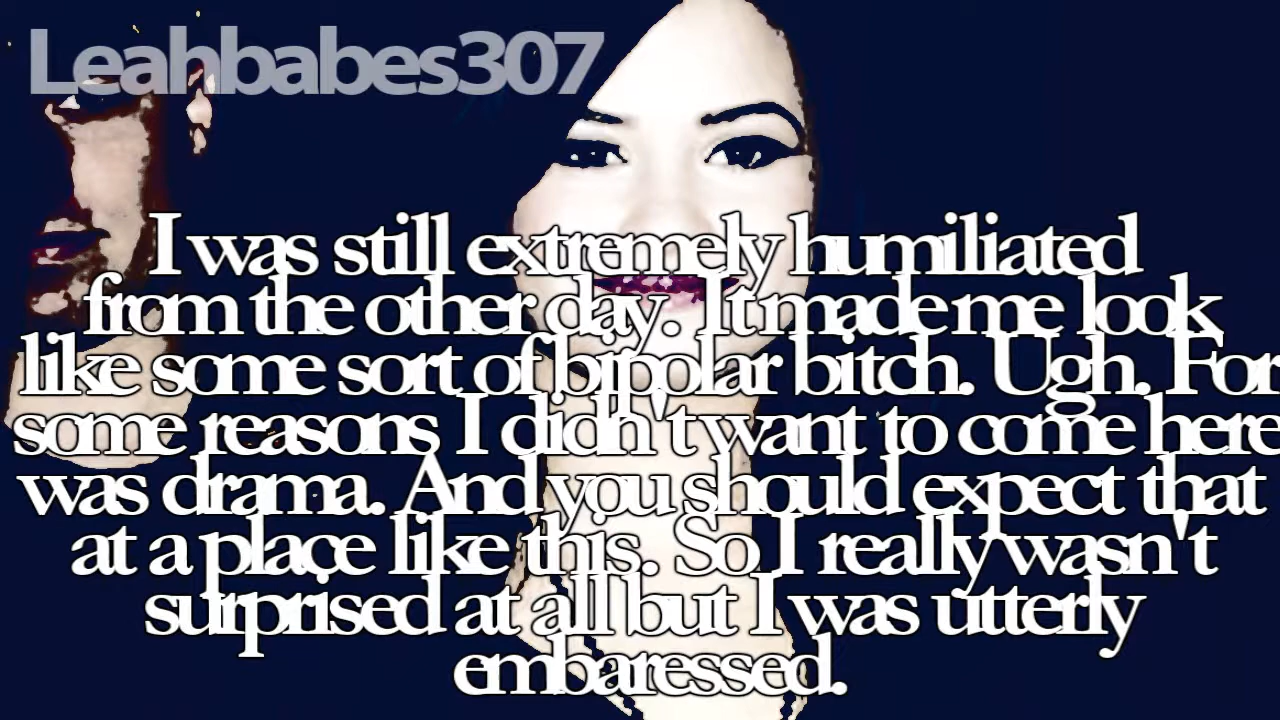 Leahbabes307
I was still extremely humiliated
from the other day. It made me look
like some sort of bipolar bitch. Ugh. For
some reasons I didn't want to come here
was drama. And you should expect that
at a place like this. So I really wasn't
surprised at all but I was utterly
embaressed.